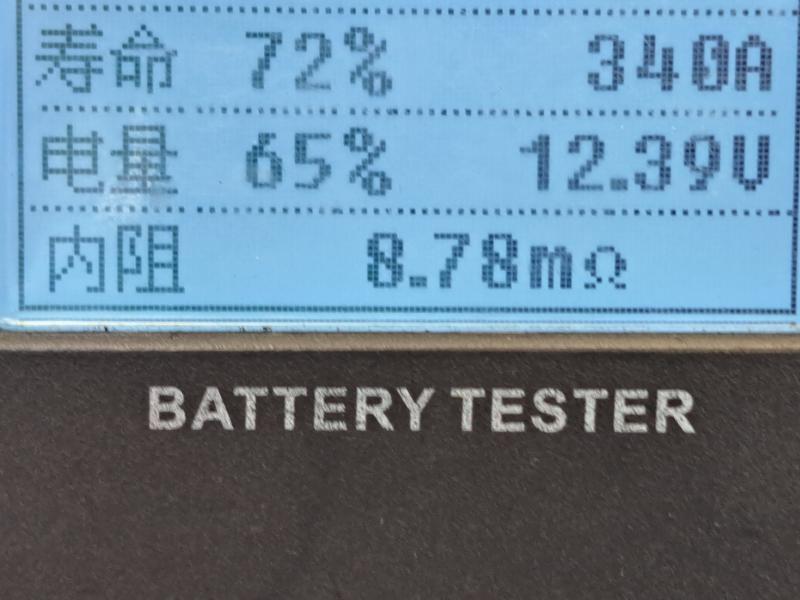 寿命 72% 340A
电量 65% 12.39V
内阻 8.78mΩ
BATTERY TESTER